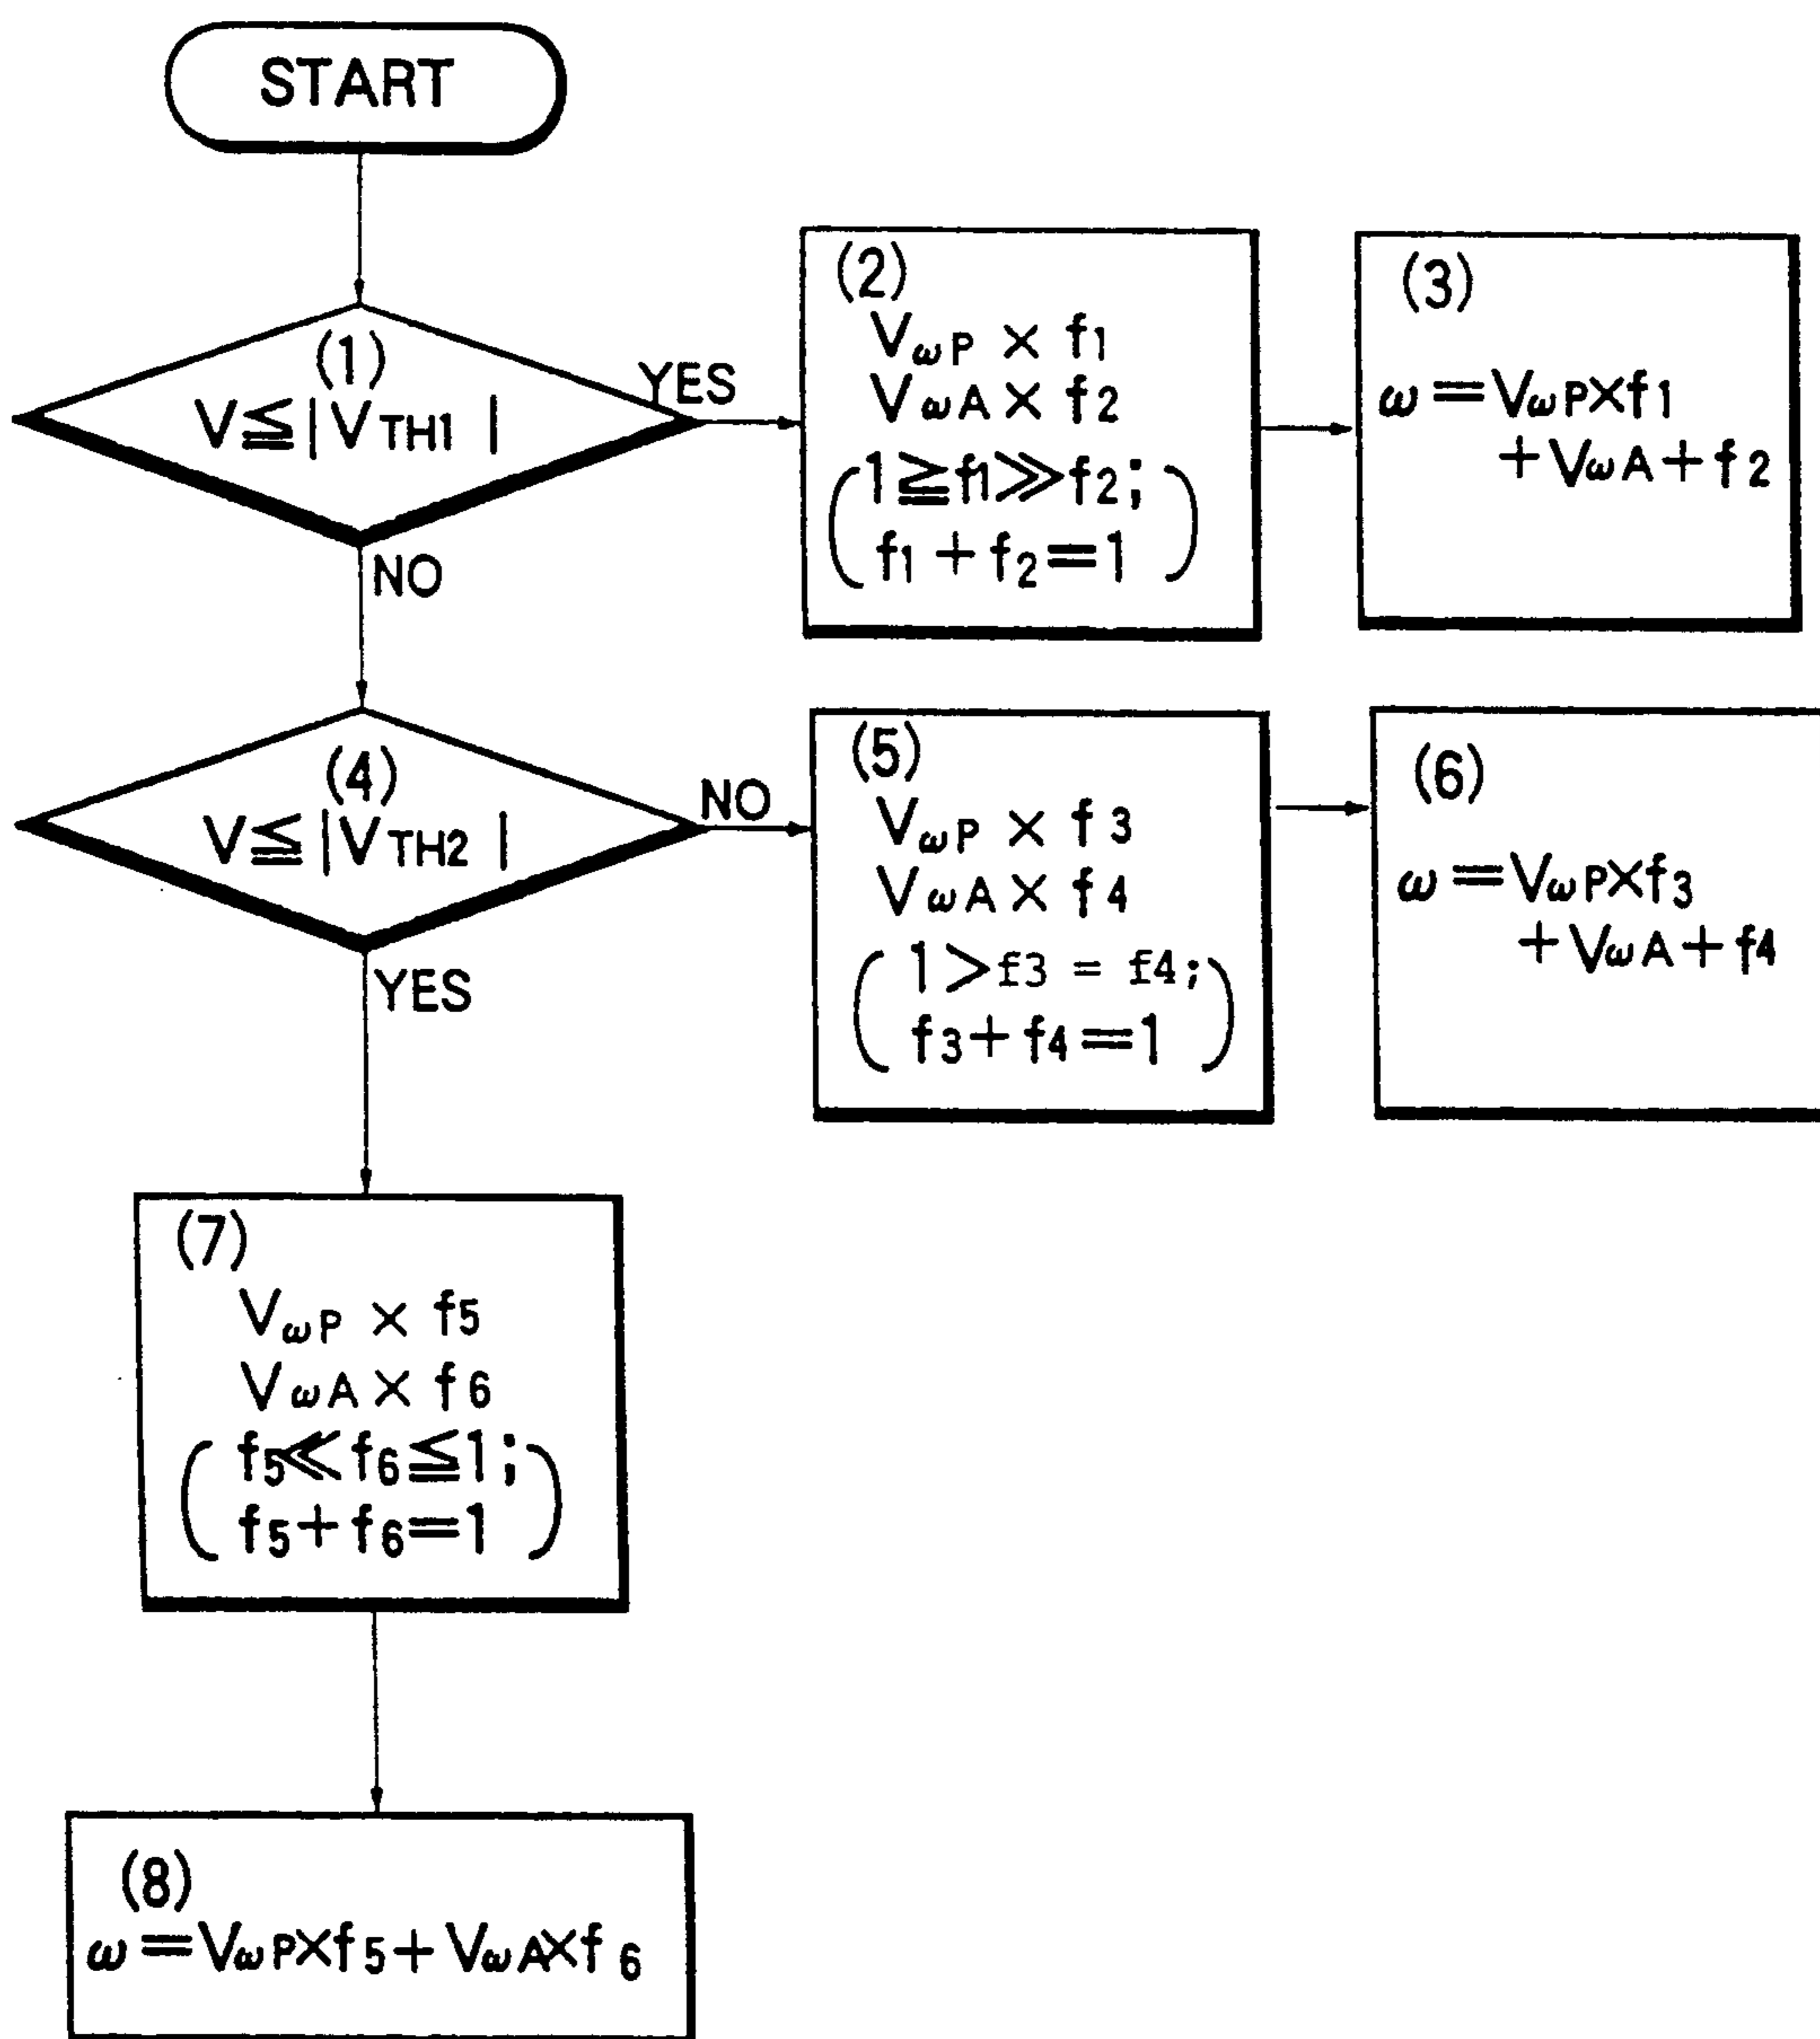 START
(1)
V≦|VTH1 |
YES
NO
(2)
VωP × f1
VωA × f2
(1≧f1≫f2;
f1+f2=1)
(3)
ω=VωP×f1
+VωA+f2
(4)
V≦|VTH2 |
NO
YES
(5)
VωP × f3
VωA × f4
(1>f3 = f4;
f3+f4=1)
(6)
ω=VωP×f3
+VωA+f4
(7)
VωP × f5
VωA × f6
(f5≪f6≦1;
f5+f6=1)
(8)
ω=VωP×f5+VωA×f6